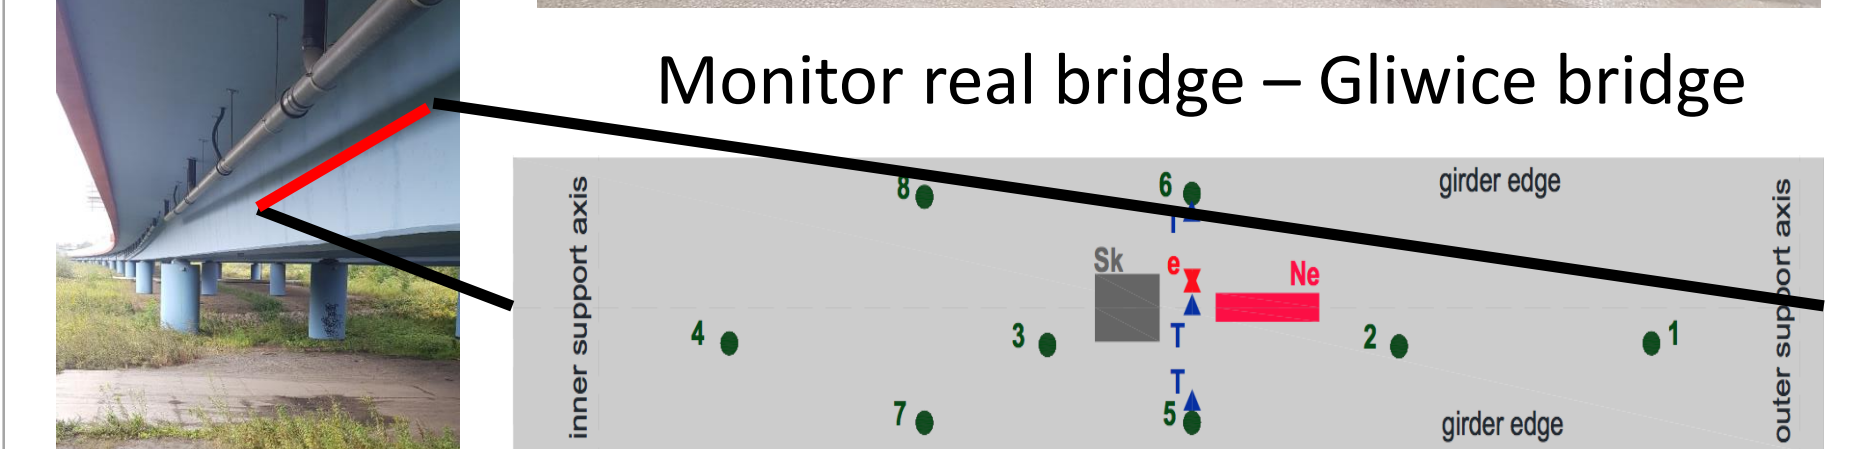 Monitor real bridge – Gliwice bridge
girder edge
8
6
T
inner support axis
outer support axis
Sk
e
Ne
4
3
T
2
1
T
7
5
girder edge